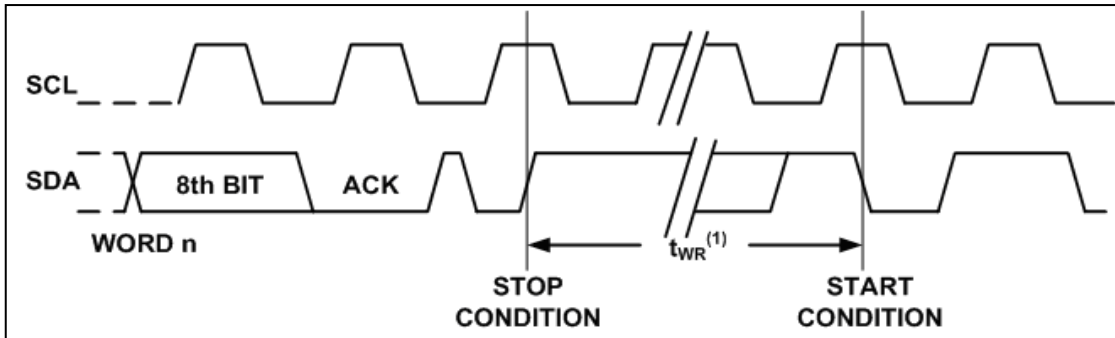 SCL
SDA
8th BIT
ACK
WORD n
tWR(1)
STOP
CONDITION
START
CONDITION